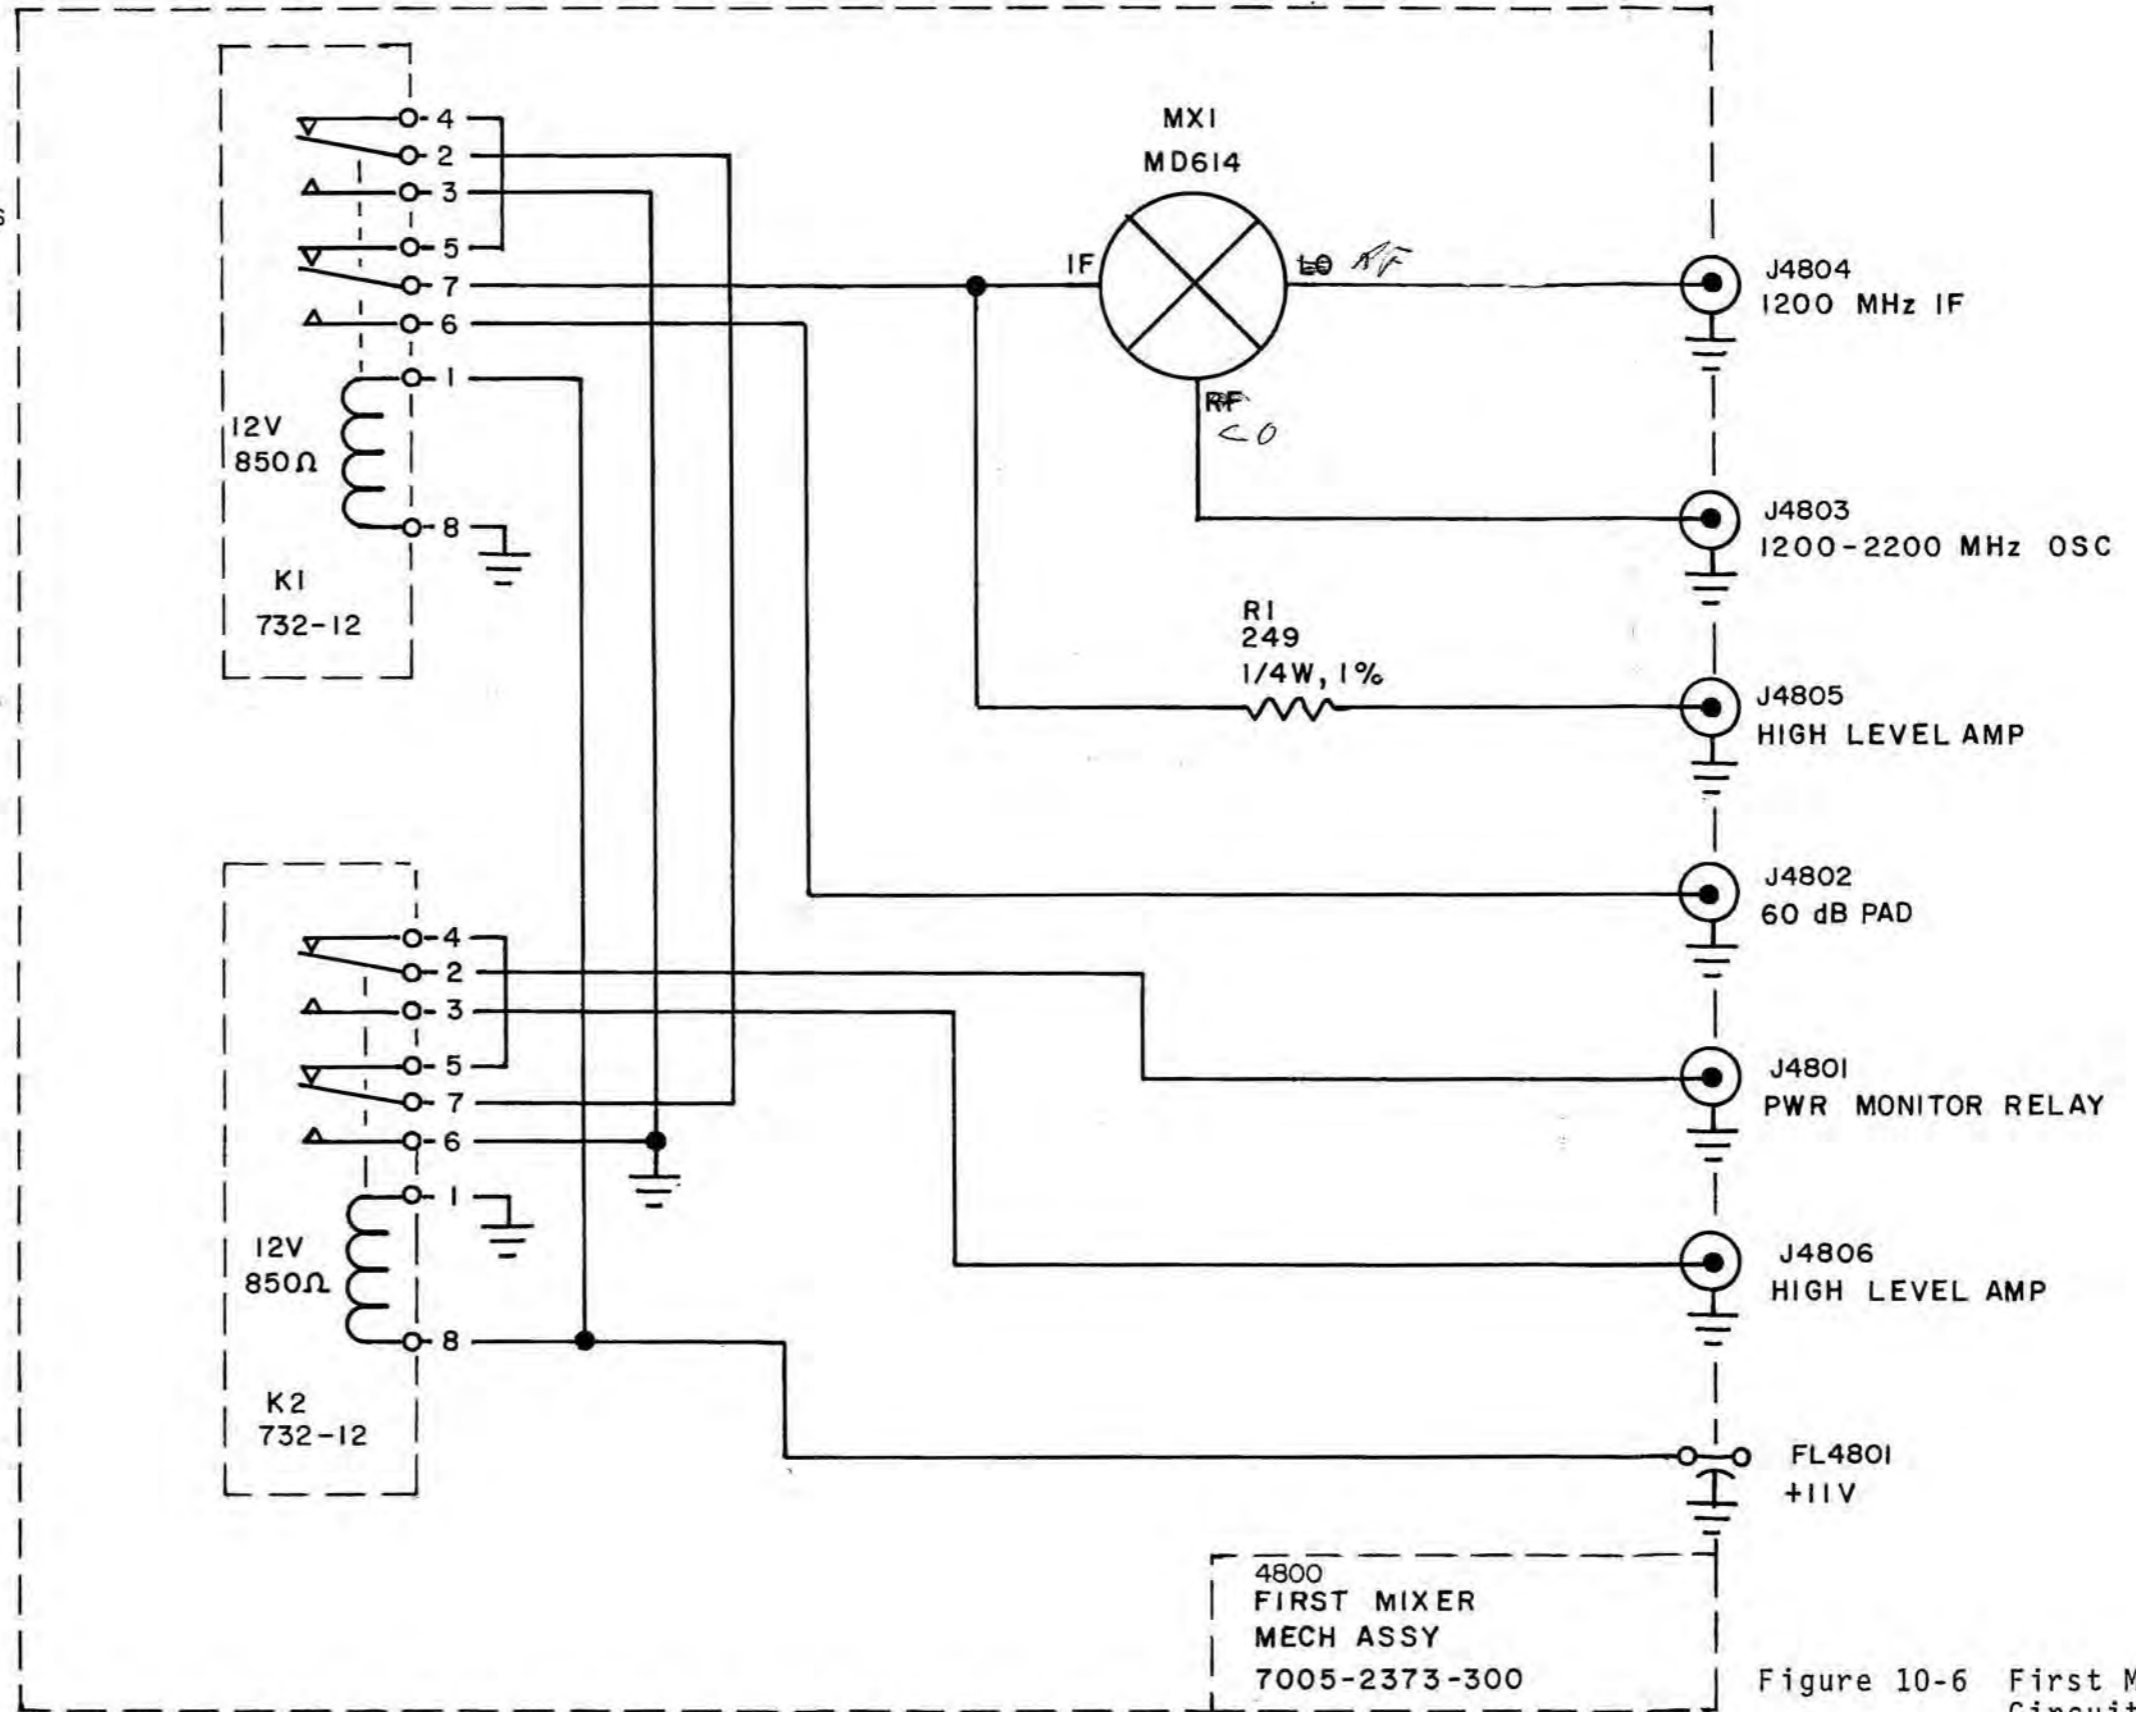 s
4
2
3
5
7
6
1
12V
850Ω
8
K1
732-12
MX1
MD614
IF
LO RF
RF
LO
J4804
1200 MHz IF
J4803
1200-2200 MHz OSC
R1
249
1/4W, 1%
J4805
HIGH LEVEL AMP
J4802
60 dB PAD
4
2
3
5
7
6
1
12V
850Ω
8
K2
732-12
J4801
PWR MONITOR RELAY
J4806
HIGH LEVEL AMP
FL4801
+11V
4800
FIRST MIXER
MECH ASSY
7005-2373-300
Figure 10-6 First M
Circuit